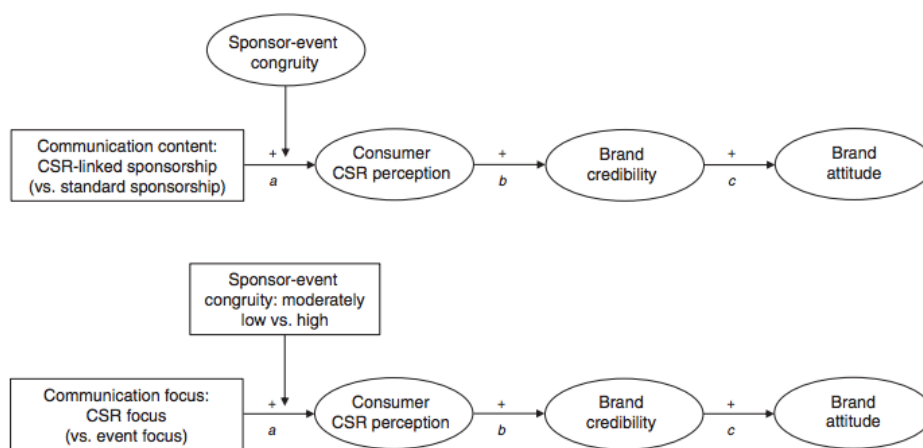 Sponsor-event
congruity
Communication content:
CSR-linked sponsorship
(vs. standard sponsorship)
+
a
Consumer
CSR perception
+
b
Brand
credibility
+
c
Brand
attitude
Sponsor-event
congruity: moderately
low vs. high
Communication focus:
CSR focus
(vs. event focus)
+
a
Consumer
CSR perception
+
b
Brand
credibility
+
c
Brand
attitude